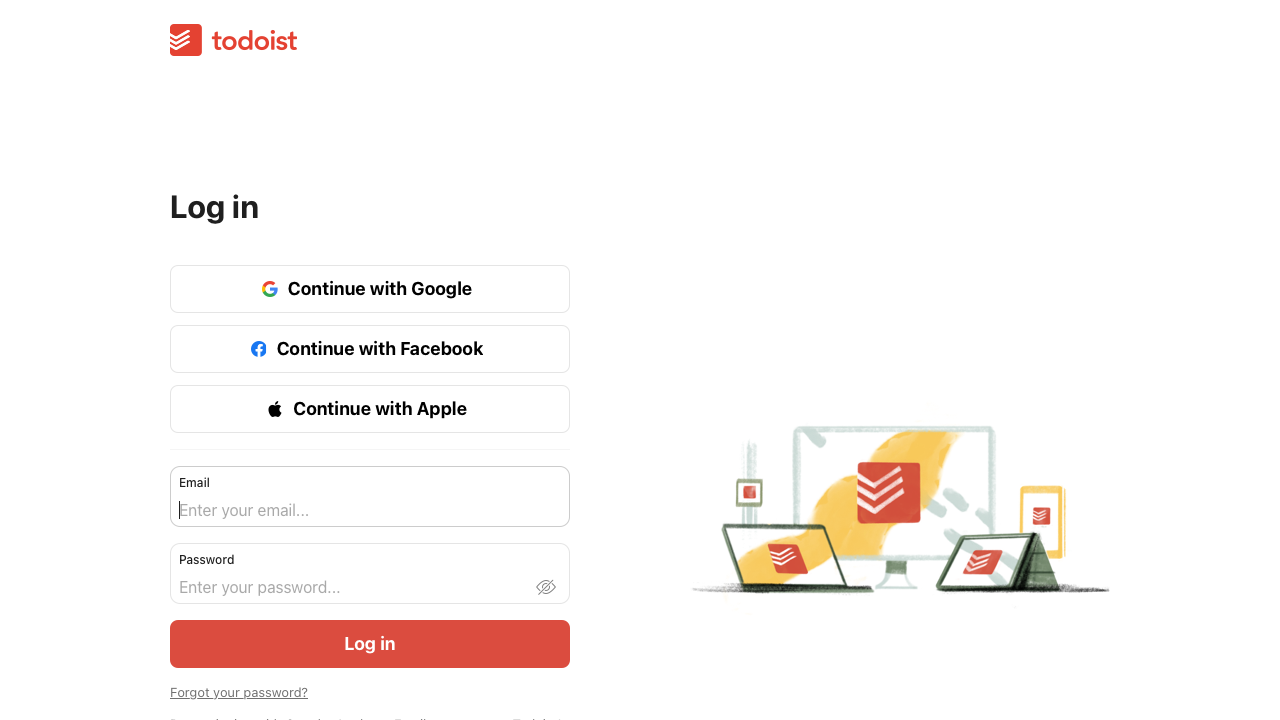 todoist
Log in
Continue with Google
Continue with Facebook
Continue with Apple
Email
Enter your email...
Password
Enter your password...
Log in
Forgot your password?